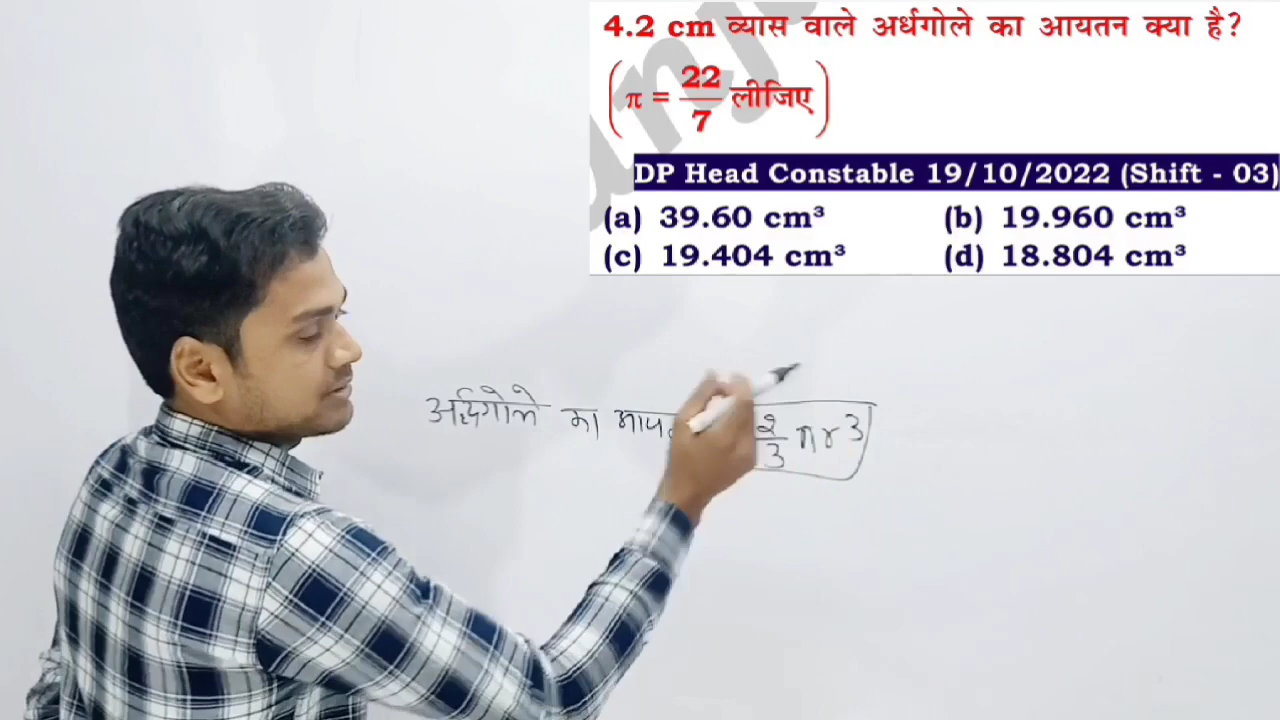 4.2 cm व्यास वाले अर्धगोले का आयतन क्या है?
(π = 22/7 लीजिए)
DP Head Constable 19/10/2022 (Shift - 03)
(a) 39.60 cm³ (b) 19.960 cm³
(c) 19.404 cm³ (d) 18.804 cm³
अर्द्धगोले का 2/3 πr3